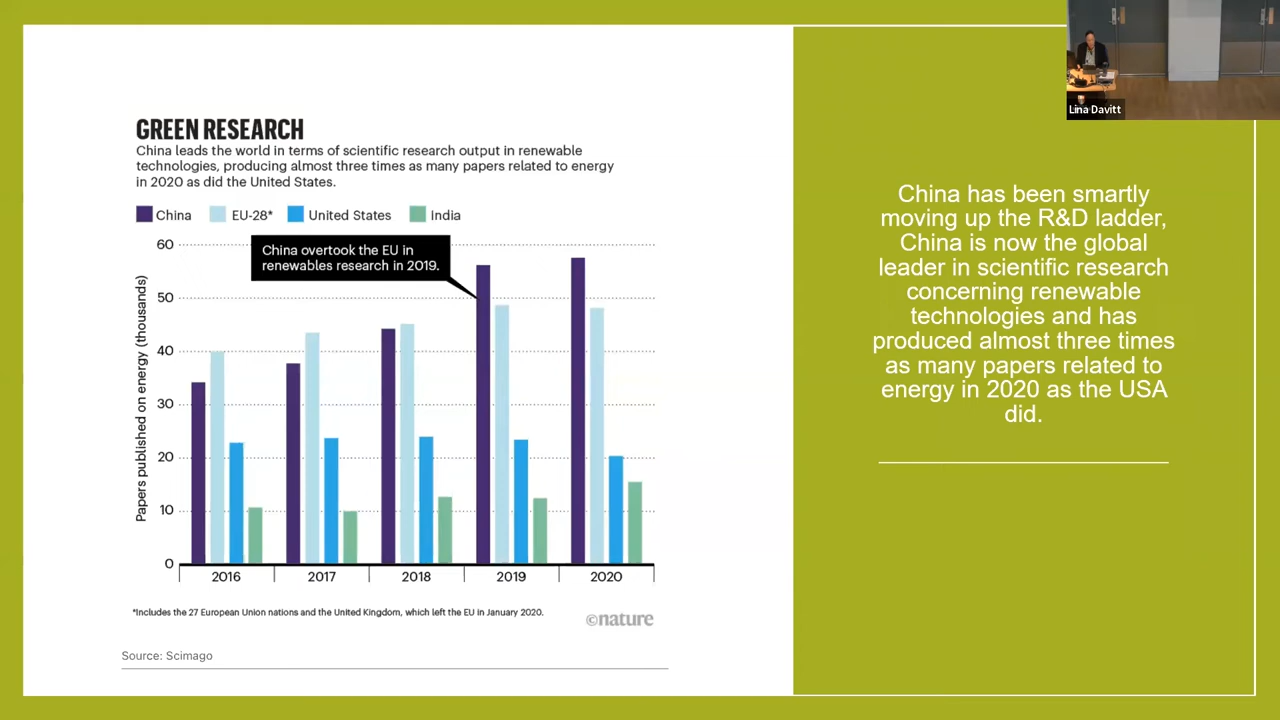 GREEN RESEARCH
China leads the world in terms of scientific research output in renewable
technologies, producing almost three times as many papers related to energy
in 2020 as did the United States.
China EU-28* United States India
Papers published on energy (thousands)
60
50
40
30
20
10
0
China overtook the EU in
renewables research in 2019.
2016 2017 2018 2019 2020
*Includes the 27 European Union nations and the United Kingdom, which left the EU in January 2020.
©nature
Source: Scimago
China has been smartly
moving up the R&D ladder,
China is now the global
leader in scientific research
concerning renewable
technologies and has
produced almost three times
as many papers related to
energy in 2020 as the USA
did.
Lina Davitt